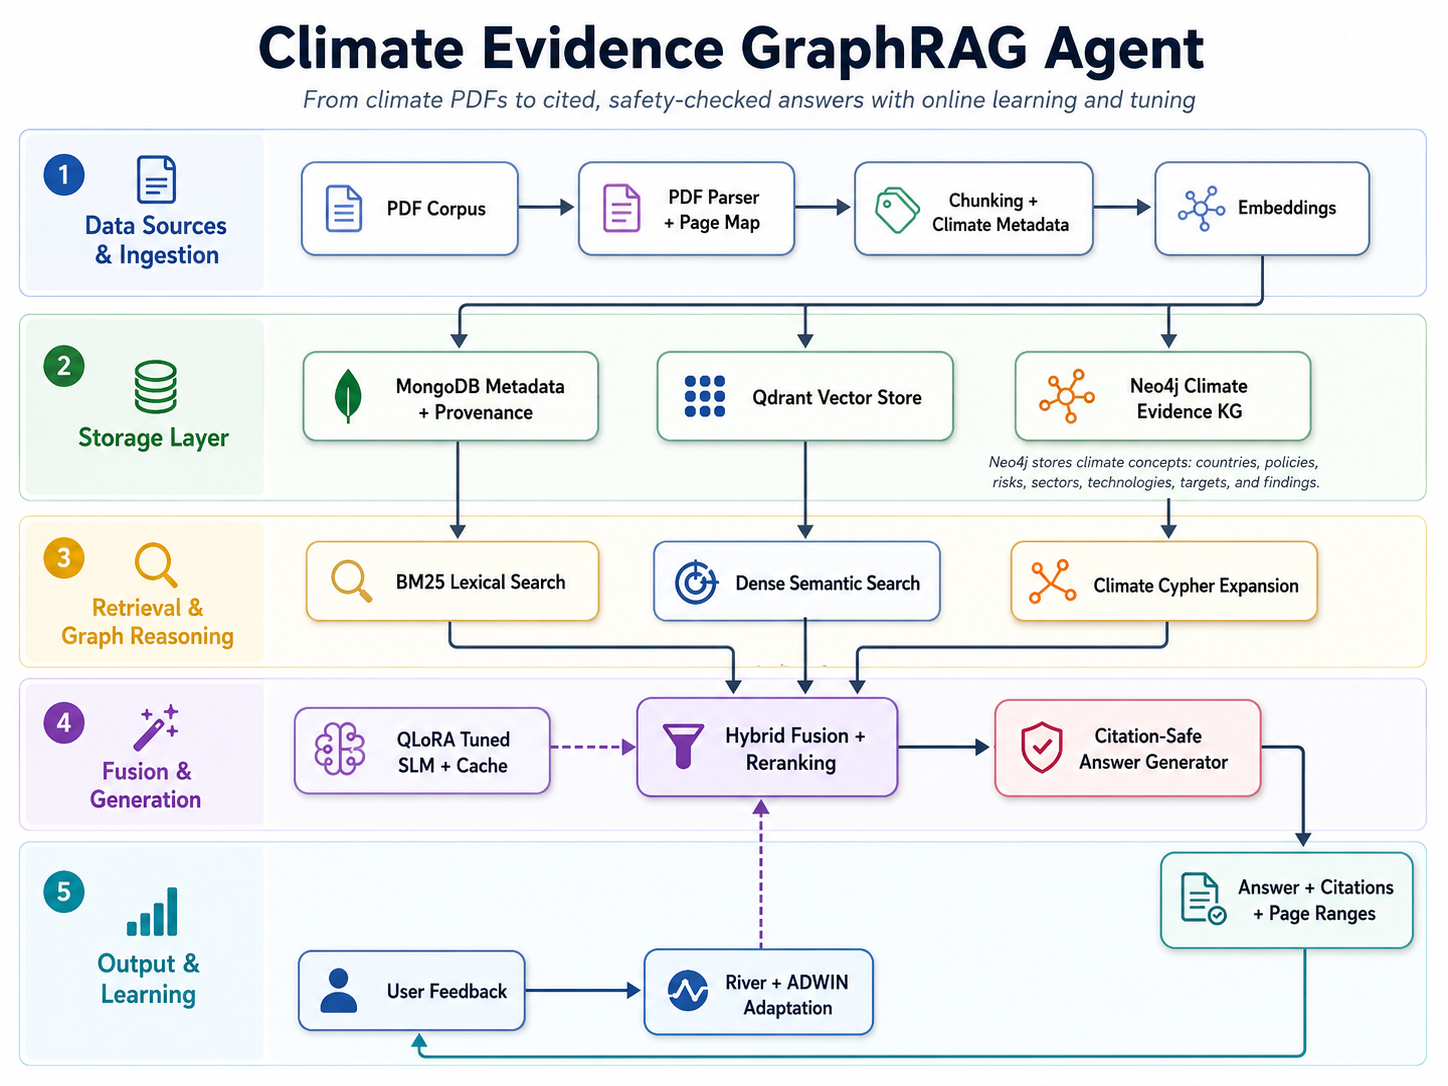 Climate Evidence GraphRAG Agent
From climate PDFs to cited, safety-checked answers with online learning and tuning
1
Data Sources
& Ingestion
PDF Corpus
PDF Parser
+ Page Map
Chunking +
Climate Metadata
Embeddings
2
Storage Layer
MongoDB Metadata
+ Provenance
Qdrant Vector Store
Neo4j Climate
Evidence KG
Neo4j stores climate concepts: countries, policies,
risks, sectors, technologies, targets, and findings.
3
Retrieval &
Graph Reasoning
BM25 Lexical Search
Dense Semantic Search
Climate Cypher Expansion
4
Fusion &
Generation
QLoRA Tuned
SLM + Cache
Hybrid Fusion +
Reranking
Citation-Safe
Answer Generator
5
Output &
Learning
Answer + Citations
+ Page Ranges
User Feedback
River + ADWIN
Adaptation